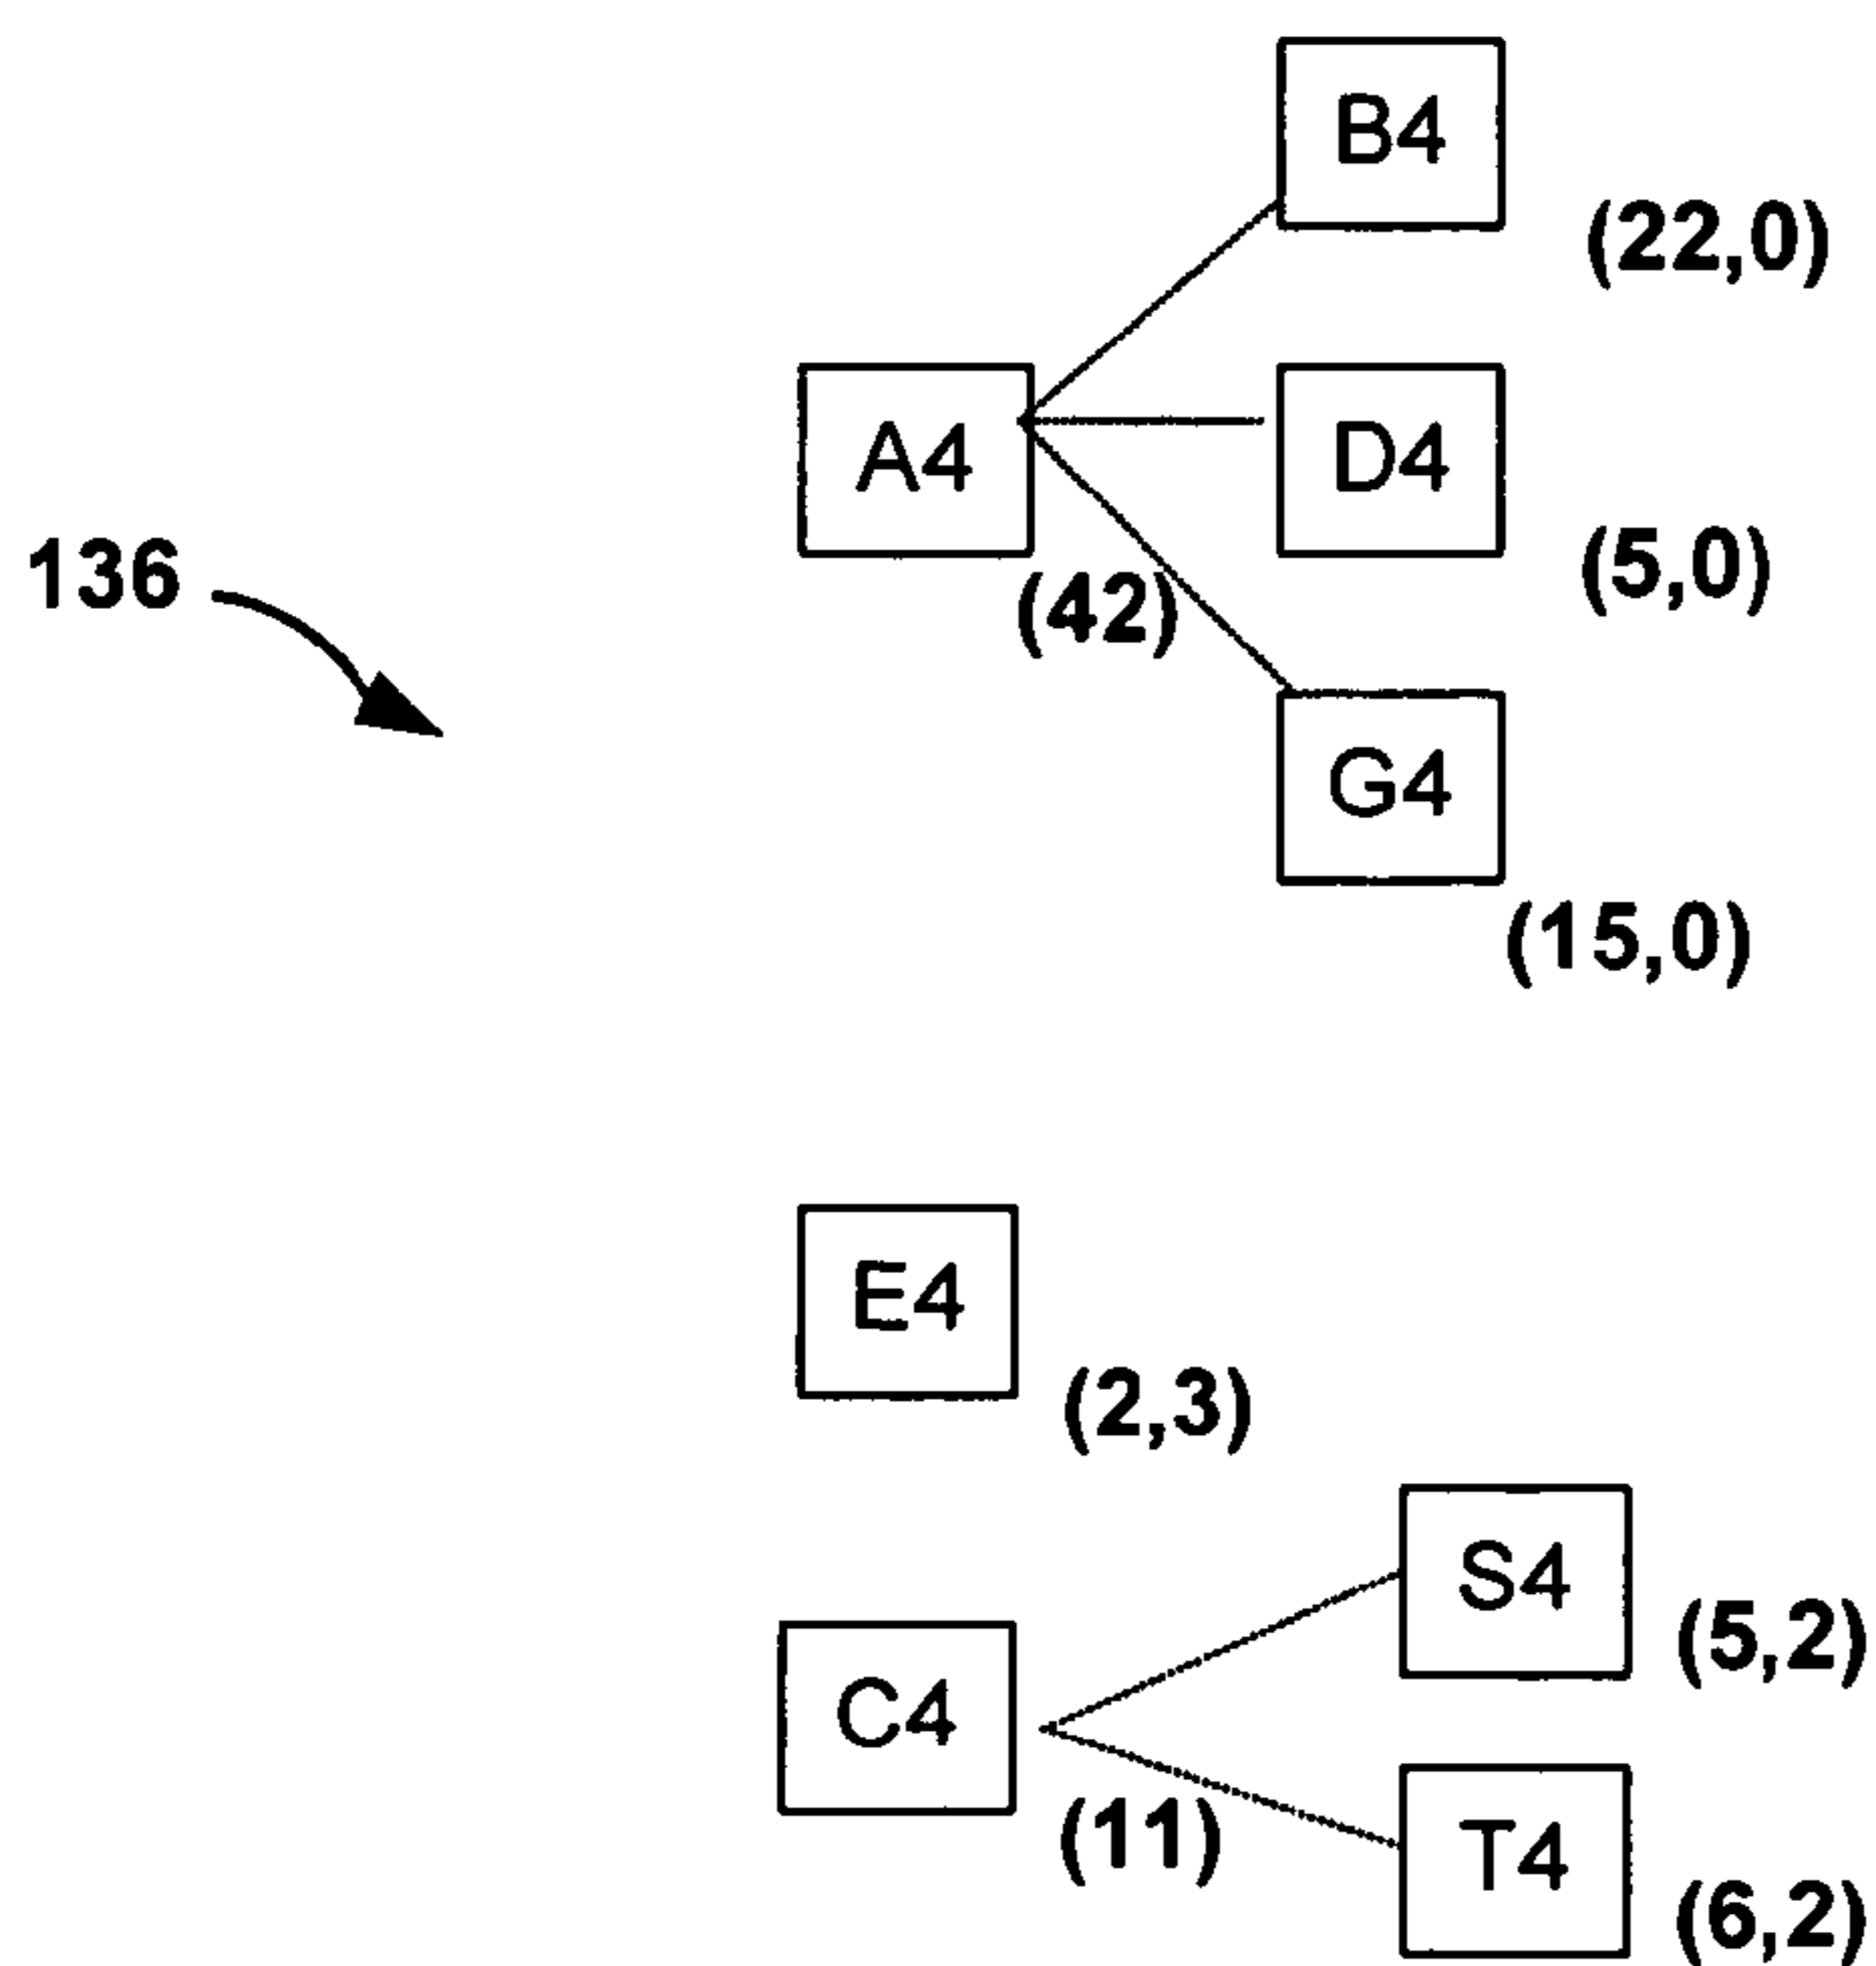 B4
(22,0)
A4
D4
136
(42)
(5,0)
G4
(15,0)
E4
(2,3)
S4
(5,2)
C4
(11)
T4
(6,2)